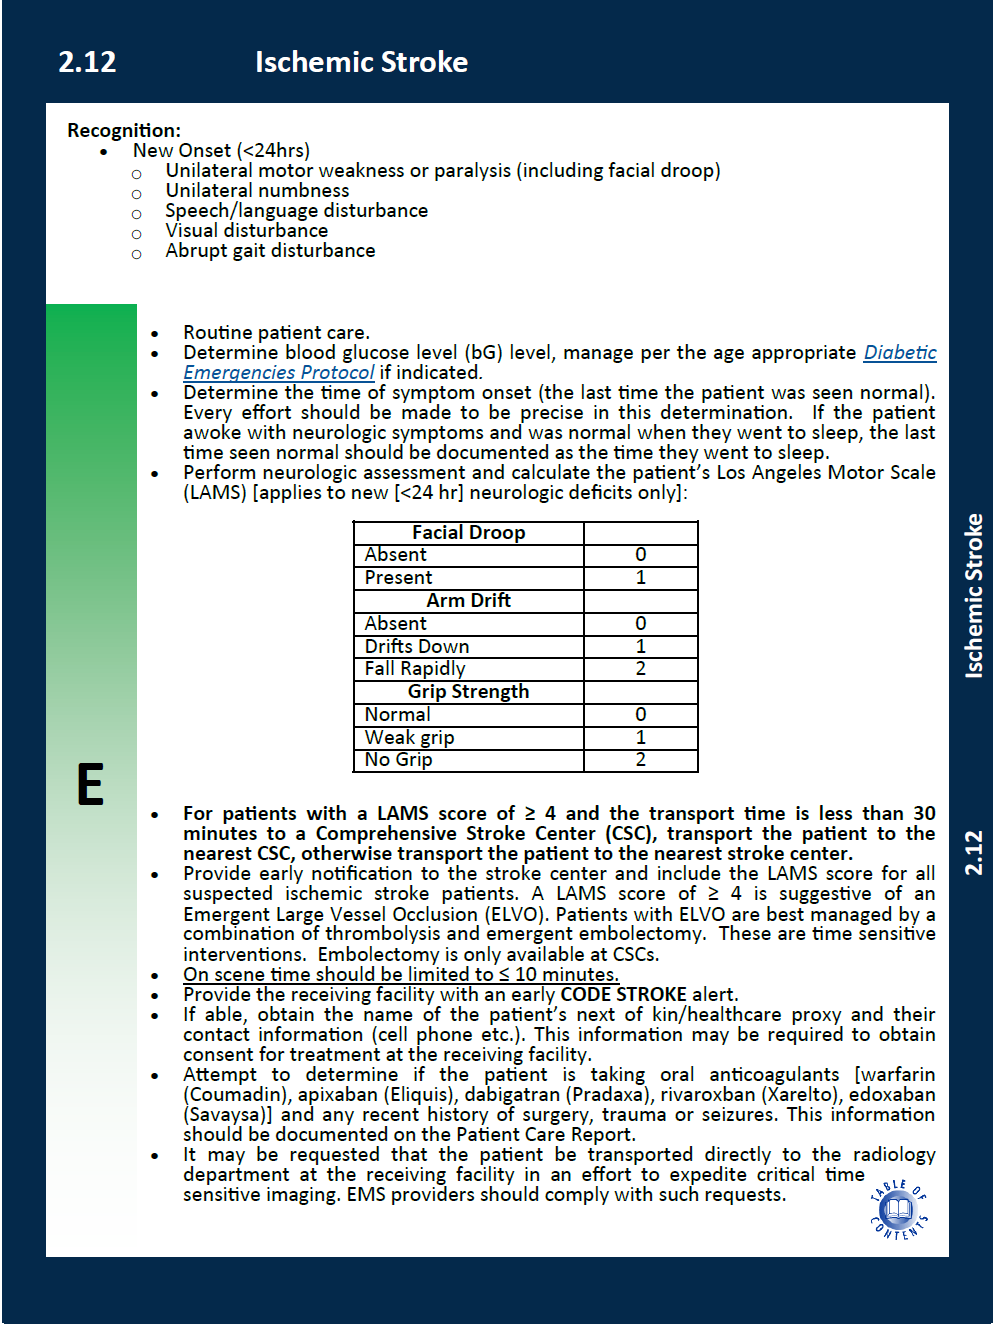 2.12 Ischemic Stroke
Recognition:
• New Onset (<24hrs)
o Unilateral motor weakness or paralysis (including facial droop)
o Unilateral numbness
o Speech/language disturbance
o Visual disturbance
o Abrupt gait disturbance
• Routine patient care.
• Determine blood glucose level (bG) level, manage per the age appropriate Diabetic
Emergencies Protocol if indicated.
• Determine the time of symptom onset (the last time the patient was seen normal).
Every effort should be made to be precise in this determination.  If the patient
awoke with neurologic symptoms and was normal when they went to sleep, the last
time seen normal should be documented as the time they went to sleep.
• Perform neurologic assessment and calculate the patient's Los Angeles Motor Scale
(LAMS) [applies to new [<24 hr] neurologic deficits only]:
Facial Droop
Absent 0
Present 1
Arm Drift
Absent 0
Drifts Down 1
Fall Rapidly 2
Grip Strength
Normal 0
Weak grip 1
No Grip 2
E
• For patients with a LAMS score of ≥ 4 and the transport time is less than 30
minutes to a Comprehensive Stroke Center (CSC), transport the patient to the
nearest CSC, otherwise transport the patient to the nearest stroke center.
• Provide early notification to the stroke center and include the LAMS score for all
suspected ischemic stroke patients. A LAMS score of ≥ 4 is suggestive of an
Emergent Large Vessel Occlusion (ELVO). Patients with ELVO are best managed by a
combination of thrombolysis and emergent embolectomy.  These are time sensitive
interventions.  Embolectomy is only available at CSCs.
• On scene time should be limited to ≤ 10 minutes.
• Provide the receiving facility with an early CODE STROKE alert.
• If able, obtain the name of the patient's next of kin/healthcare proxy and their
contact information (cell phone etc.). This information may be required to obtain
consent for treatment at the receiving facility.
• Attempt to determine if the patient is taking oral anticoagulants [warfarin
(Coumadin), apixaban (Eliquis), dabigatran (Pradaxa), rivaroxban (Xarelto), edoxaban
(Savaysa)] and any recent history of surgery, trauma or seizures. This information
should be documented on the Patient Care Report.
• It may be requested that the patient be transported directly to the radiology
department at the receiving facility in an effort to expedite critical time
sensitive imaging. EMS providers should comply with such requests.
TABLE OF CONTENTS
Ischemic Stroke
2.12